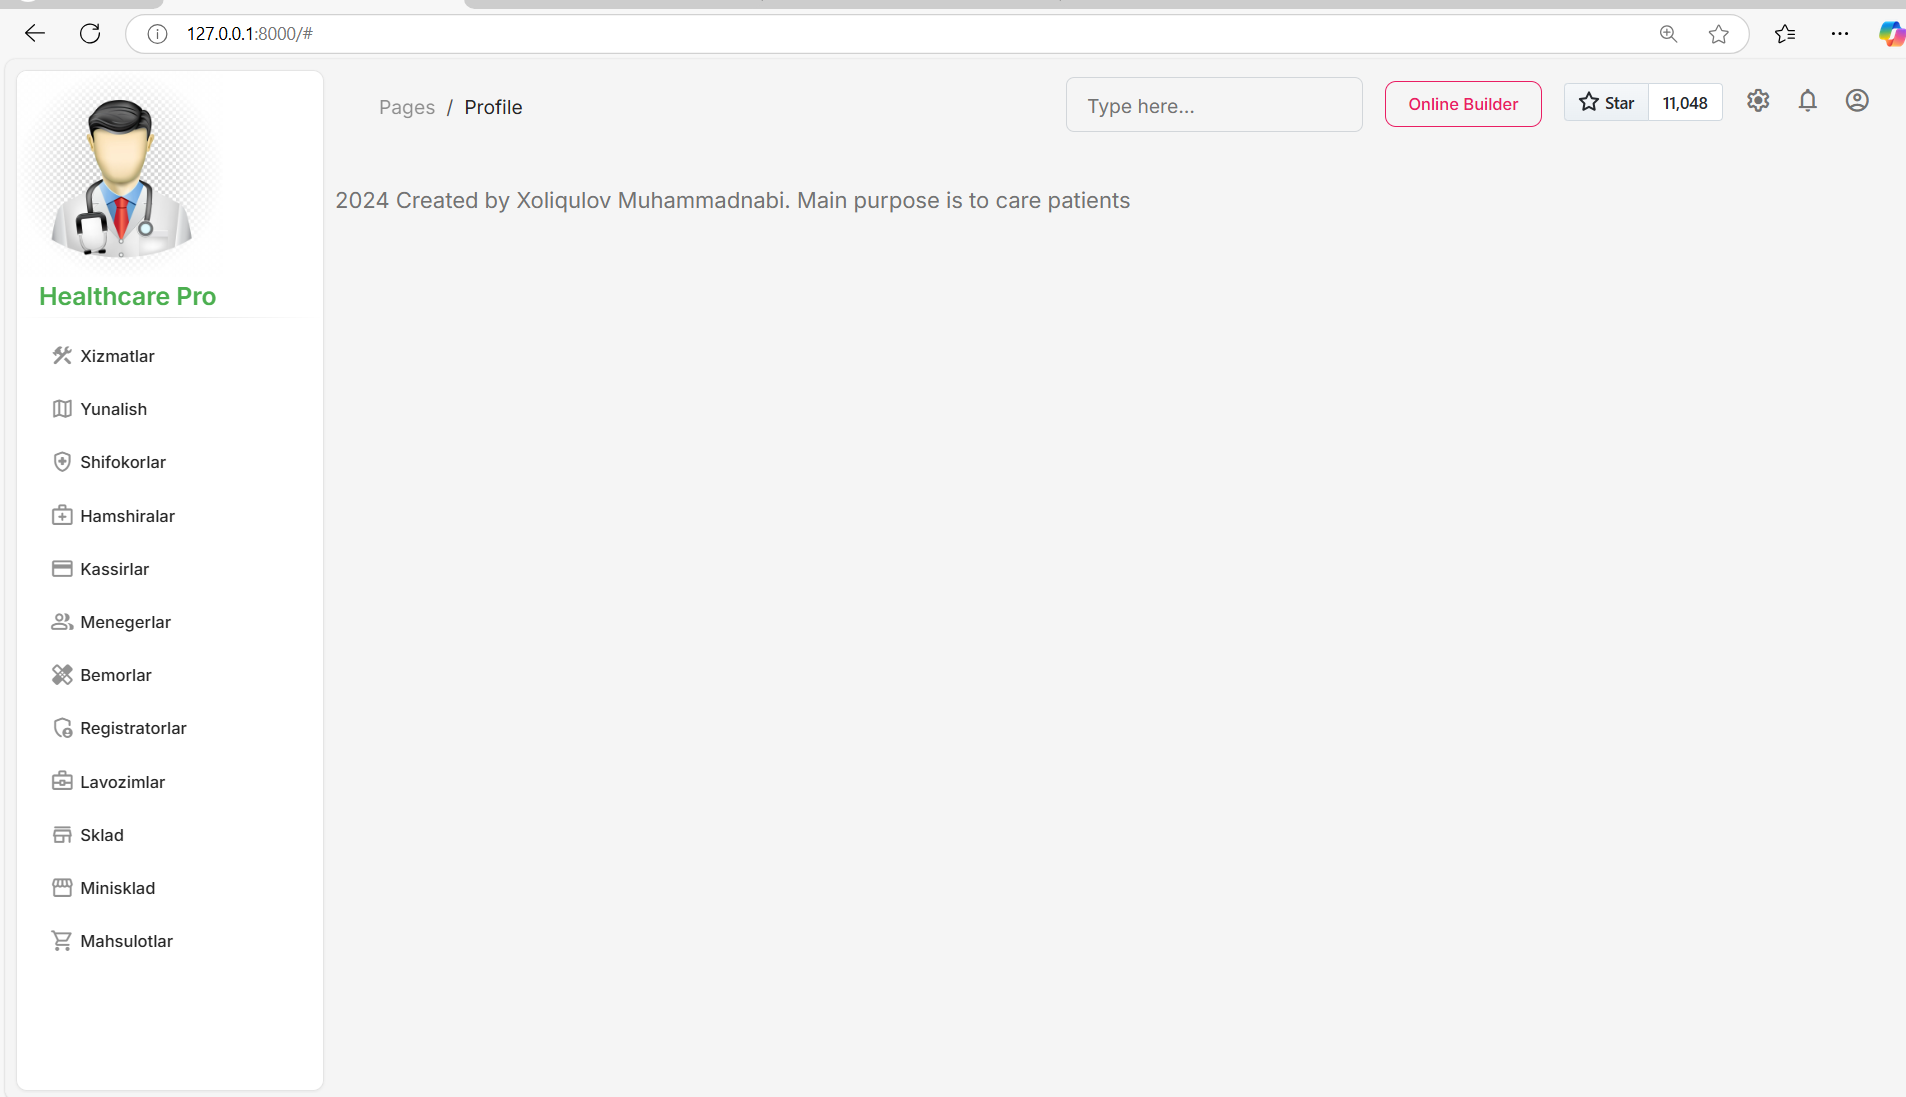 127.0.0.1:8000/#
Pages / Profile
Type here...
Online Builder
Star 11,048
2024 Created by Xoliqulov Muhammadnabi. Main purpose is to care patients
Healthcare Pro
Xizmatlar
Yunalish
Shifokorlar
Hamshiralar
Kassirlar
Menegerlar
Bemorlar
Registratorlar
Lavozimlar
Sklad
Minisklad
Mahsulotlar